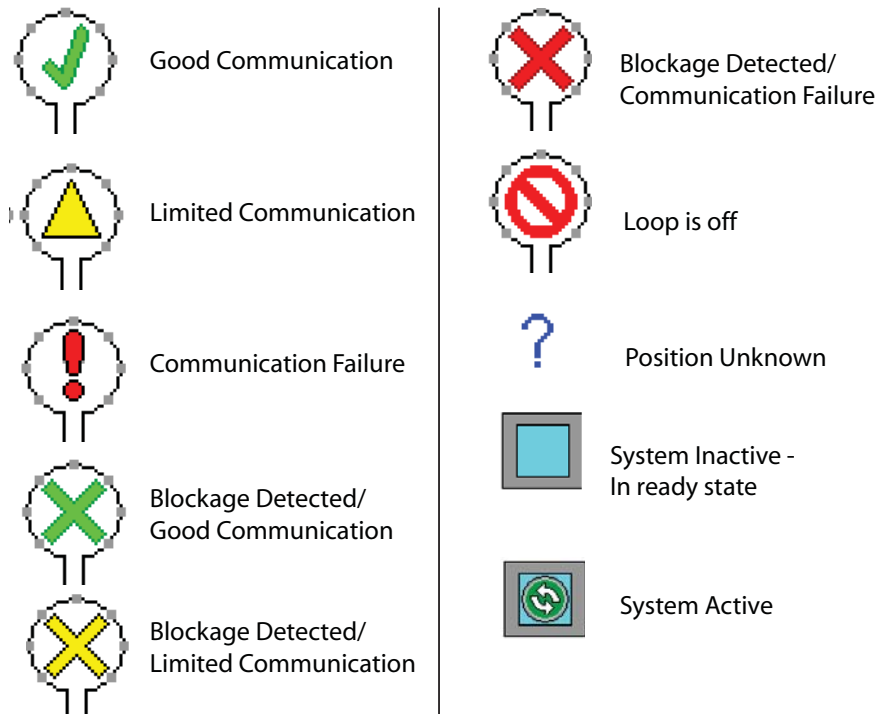 Good Communication
Limited Communication
Communication Failure
Blockage Detected/
Good Communication
Blockage Detected/
Limited Communication
Blockage Detected/
Communication Failure
Loop is off
?
Position Unknown
System Inactive -
In ready state
System Active